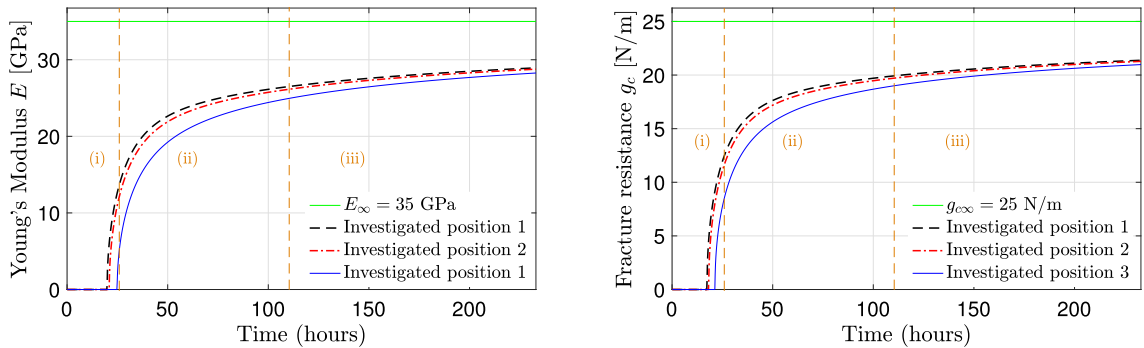 Young's Modulus E [GPa]
30
20
10
0
(i)
(ii)
(iii)
E∞ = 35 GPa
Investigated position 1
Investigated position 2
Investigated position 1
0
50
100
150
200
Time (hours)
Fracture resistance gc [N/m]
25
20
15
10
5
0
(i)
(ii)
(iii)
gc∞ = 25 N/m
Investigated position 1
Investigated position 2
Investigated position 3
0
50
100
150
200
Time (hours)